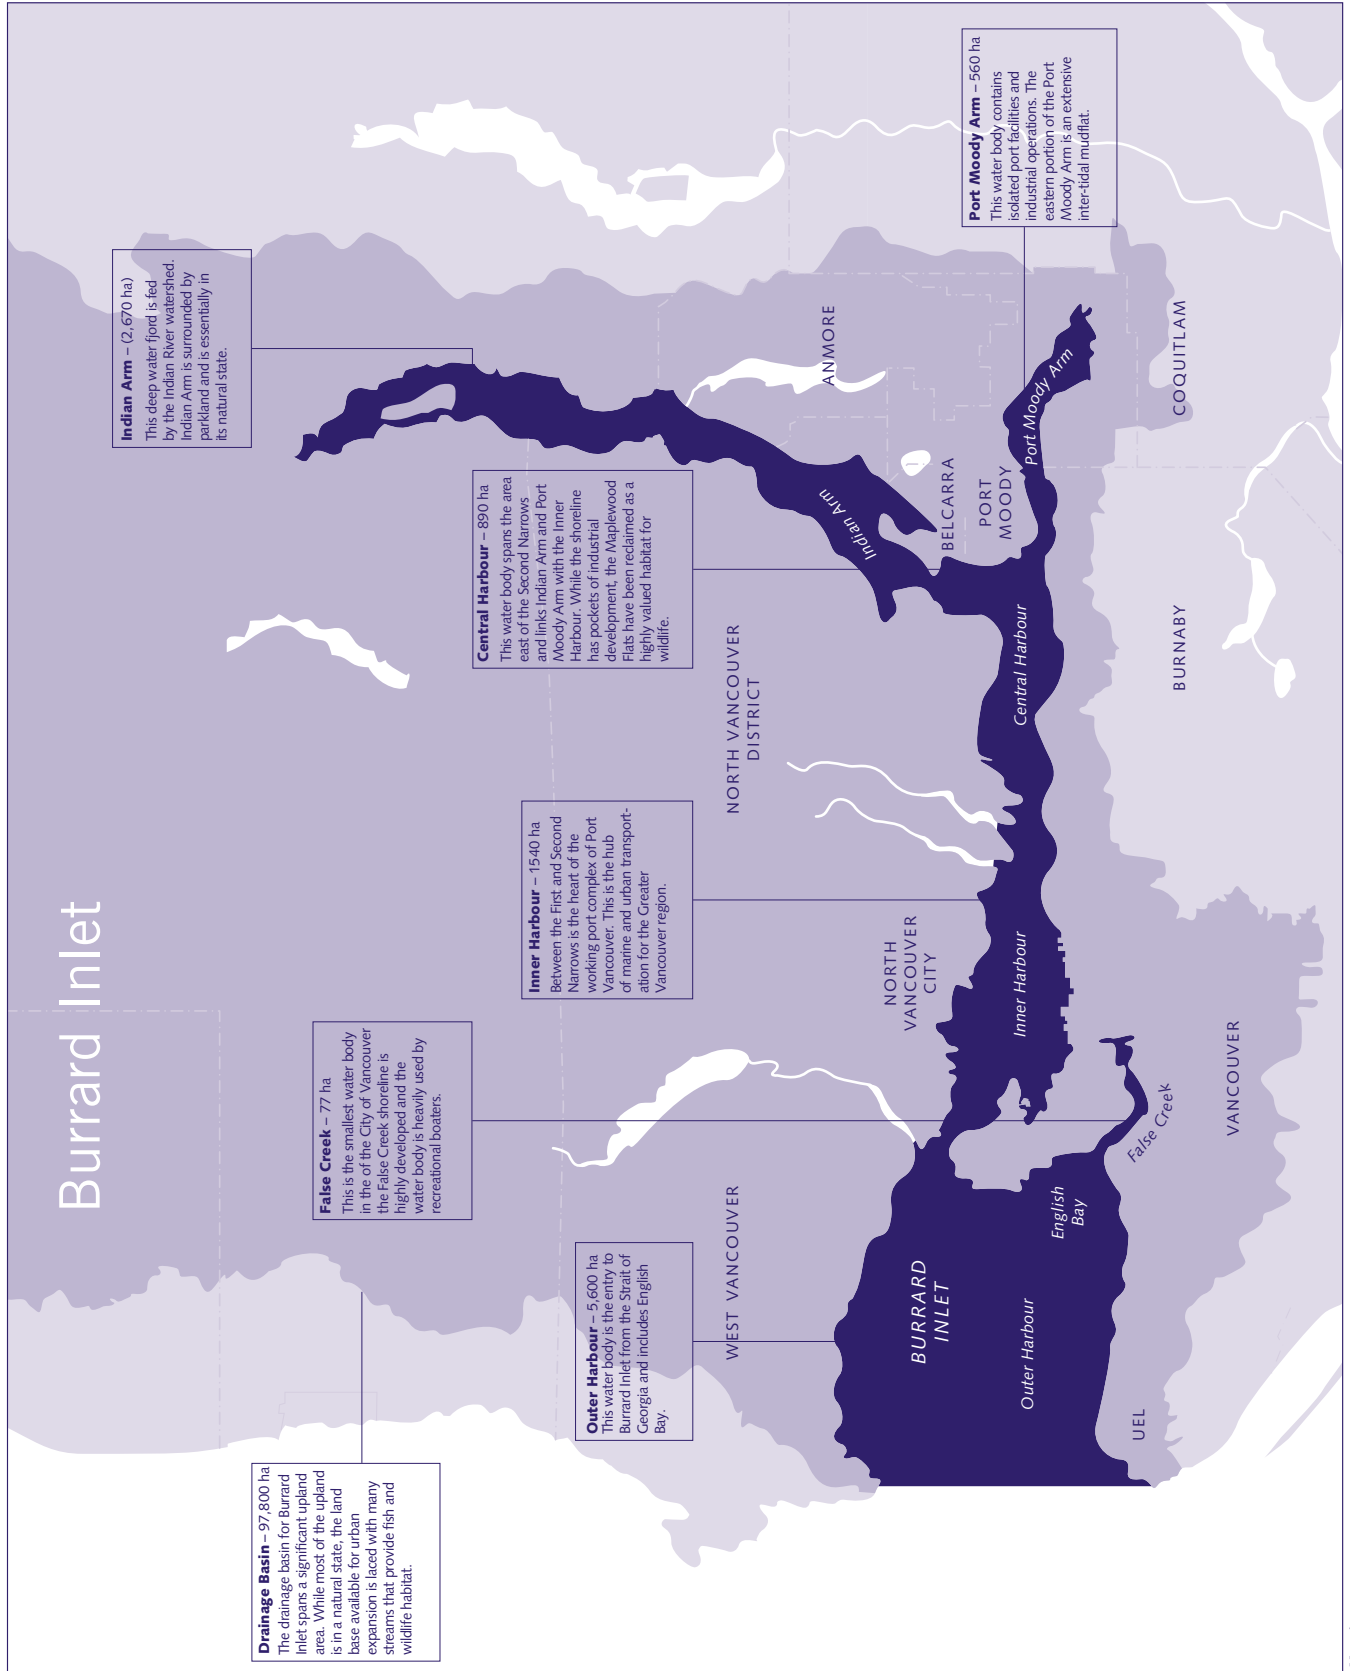 Burrard Inlet
Drainage Basin – 97,800 ha
The drainage basin for Burrard
Inlet spans a significant upland
area. While most of the upland
is in a natural state, the land
base available for urban
expansion is laced with many
streams that provide fish and
wildlife habitat.
False Creek – 77 ha
This is the smallest water body
in the of the City of Vancouver
the False Creek shoreline is
highly developed and the
water body is heavily used by
recreational boaters.
Indian Arm – (2,670 ha)
This deep water fjord is fed
by the Indian River watershed.
Indian Arm is surrounded by
parkland and is essentially in
its natural state.
Outer Harbour – 5,600 ha
This water body is the entry to
Burrard Inlet from the Strait of
Georgia and includes English
Bay.
Inner Harbour – 1540 ha
Between the First and Second
Narrows is the heart of the
working port complex of Port
Vancouver. This is the hub
of marine and urban transport-
ation for the Greater
Vancouver region.
Central Harbour – 890 ha
This water body spans the area
east of the Second Narrows
and links Indian Arm and Port
Moody Arm with the Inner
Harbour. While the shoreline
has pockets of industrial
development, the Maplewood
Flats have been reclaimed as a
highly valued habitat for
wildlife.
Port Moody Arm – 560 ha
This water body contains
isolated port facilities and
industrial operations. The
eastern portion of the Port
Moody Arm is an extensive
inter-tidal mudflat.
WEST VANCOUVER
NORTH VANCOUVER
DISTRICT
ANMORE
Indian Arm
NORTH
VANCOUVER
CITY
BELCARRA
PORT
MOODY
BURRARD
INLET
Outer Harbour
Inner Harbour
Central Harbour
Port Moody Arm
English
Bay
False Creek
UEL
VANCOUVER
BURNABY
COQUITLAM